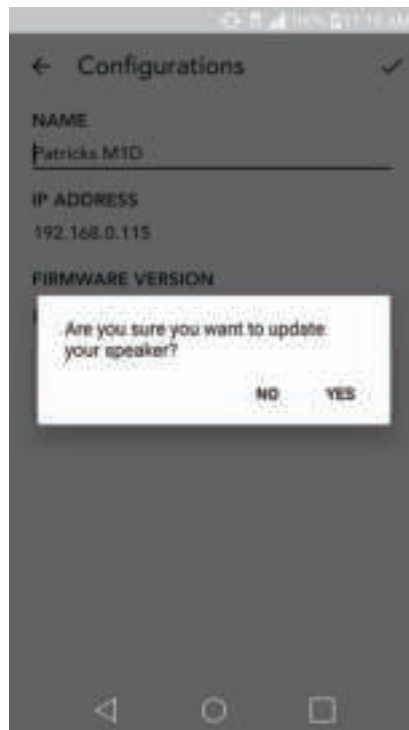 Configurations
NAME
Patricks M1D
IP ADDRESS
192.168.0.115
FIRMWARE VERSION
Are you sure you want to update
your speaker?
NO YES